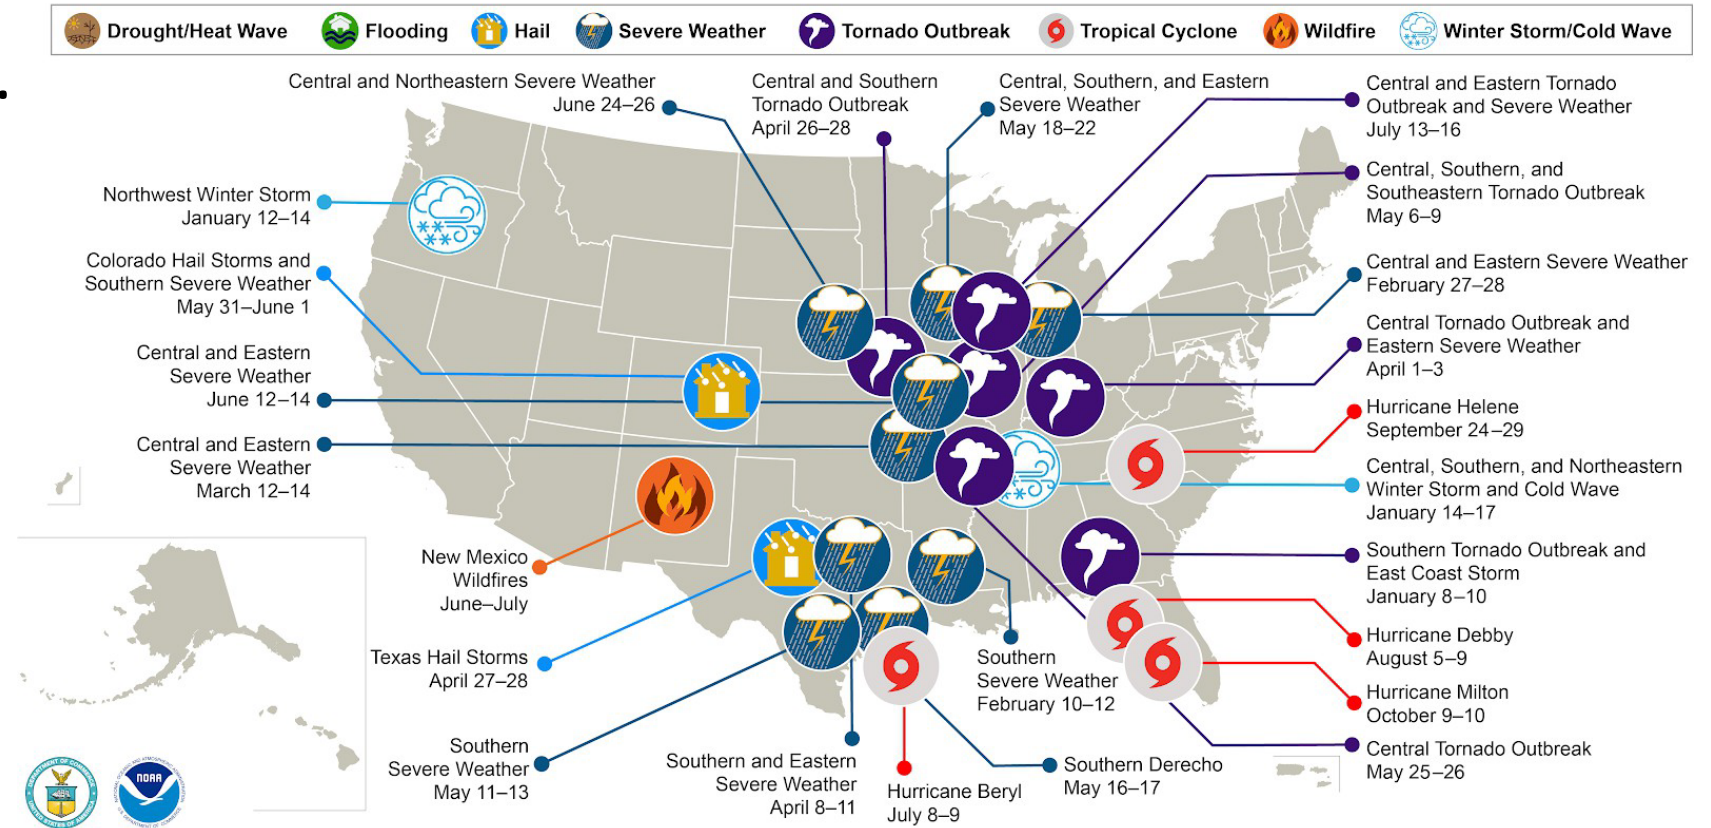 Drought/Heat Wave
Flooding
Hail
Severe Weather
Tornado Outbreak
Tropical Cyclone
Wildfire
Winter Storm/Cold Wave
Central and Northeastern Severe Weather
June 24–26
Central and Southern
Tornado Outbreak
April 26–28
Central, Southern, and Eastern
Severe Weather
May 18–22
Central and Eastern Tornado
Outbreak and Severe Weather
July 13–16
Northwest Winter Storm
January 12–14
Colorado Hail Storms and
Southern Severe Weather
May 31–June 1
Central and Eastern
Severe Weather
June 12–14
Central and Eastern
Severe Weather
March 12–14
New Mexico
Wildfires
June–July
Texas Hail Storms
April 27–28
Southern
Severe Weather
May 11–13
Southern and Eastern
Severe Weather
April 8–11
Hurricane Beryl
July 8–9
Southern
Severe Weather
February 10–12
Southern Derecho
May 16–17
Central, Southern, and
Southeastern Tornado Outbreak
May 6–9
Central and Eastern Severe Weather
February 27–28
Central Tornado Outbreak and
Eastern Severe Weather
April 1–3
Hurricane Helene
September 24–29
Central, Southern, and Northeastern
Winter Storm and Cold Wave
January 14–17
Southern Tornado Outbreak and
East Coast Storm
January 8–10
Hurricane Debby
August 5–9
Hurricane Milton
October 9–10
Central Tornado Outbreak
May 25–26
DEPARTMENT OF COMMERCE
UNITED STATES OF AMERICA
NOAA